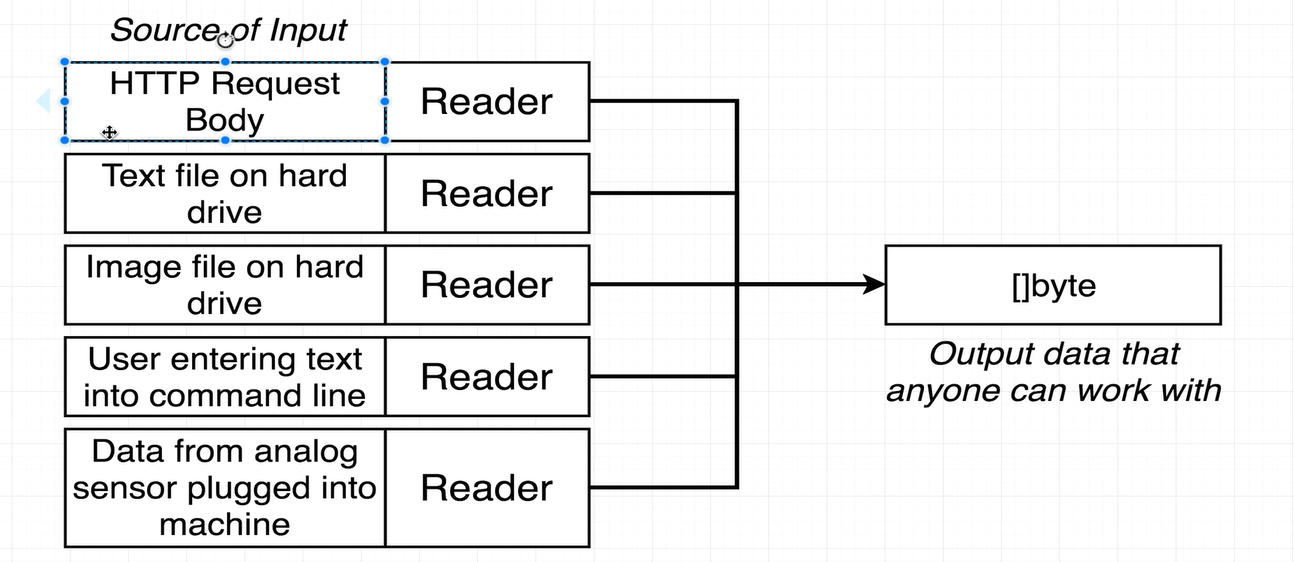 Source of Input
HTTP Request
Body
Reader
Text file on hard
drive
Reader
Image file on hard
drive
Reader
User entering text
into command line
Reader
Data from analog
sensor plugged into
machine
Reader
[]byte
Output data that
anyone can work with